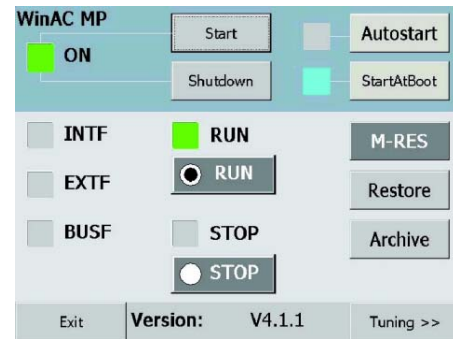 WinAC MP
ON
Start
Autostart
Shutdown
StartAtBoot
INTF
RUN
M-RES
EXTF
RUN
Restore
BUSF
STOP
Archive
STOP
Exit
Version: V4.1.1
Tuning >>